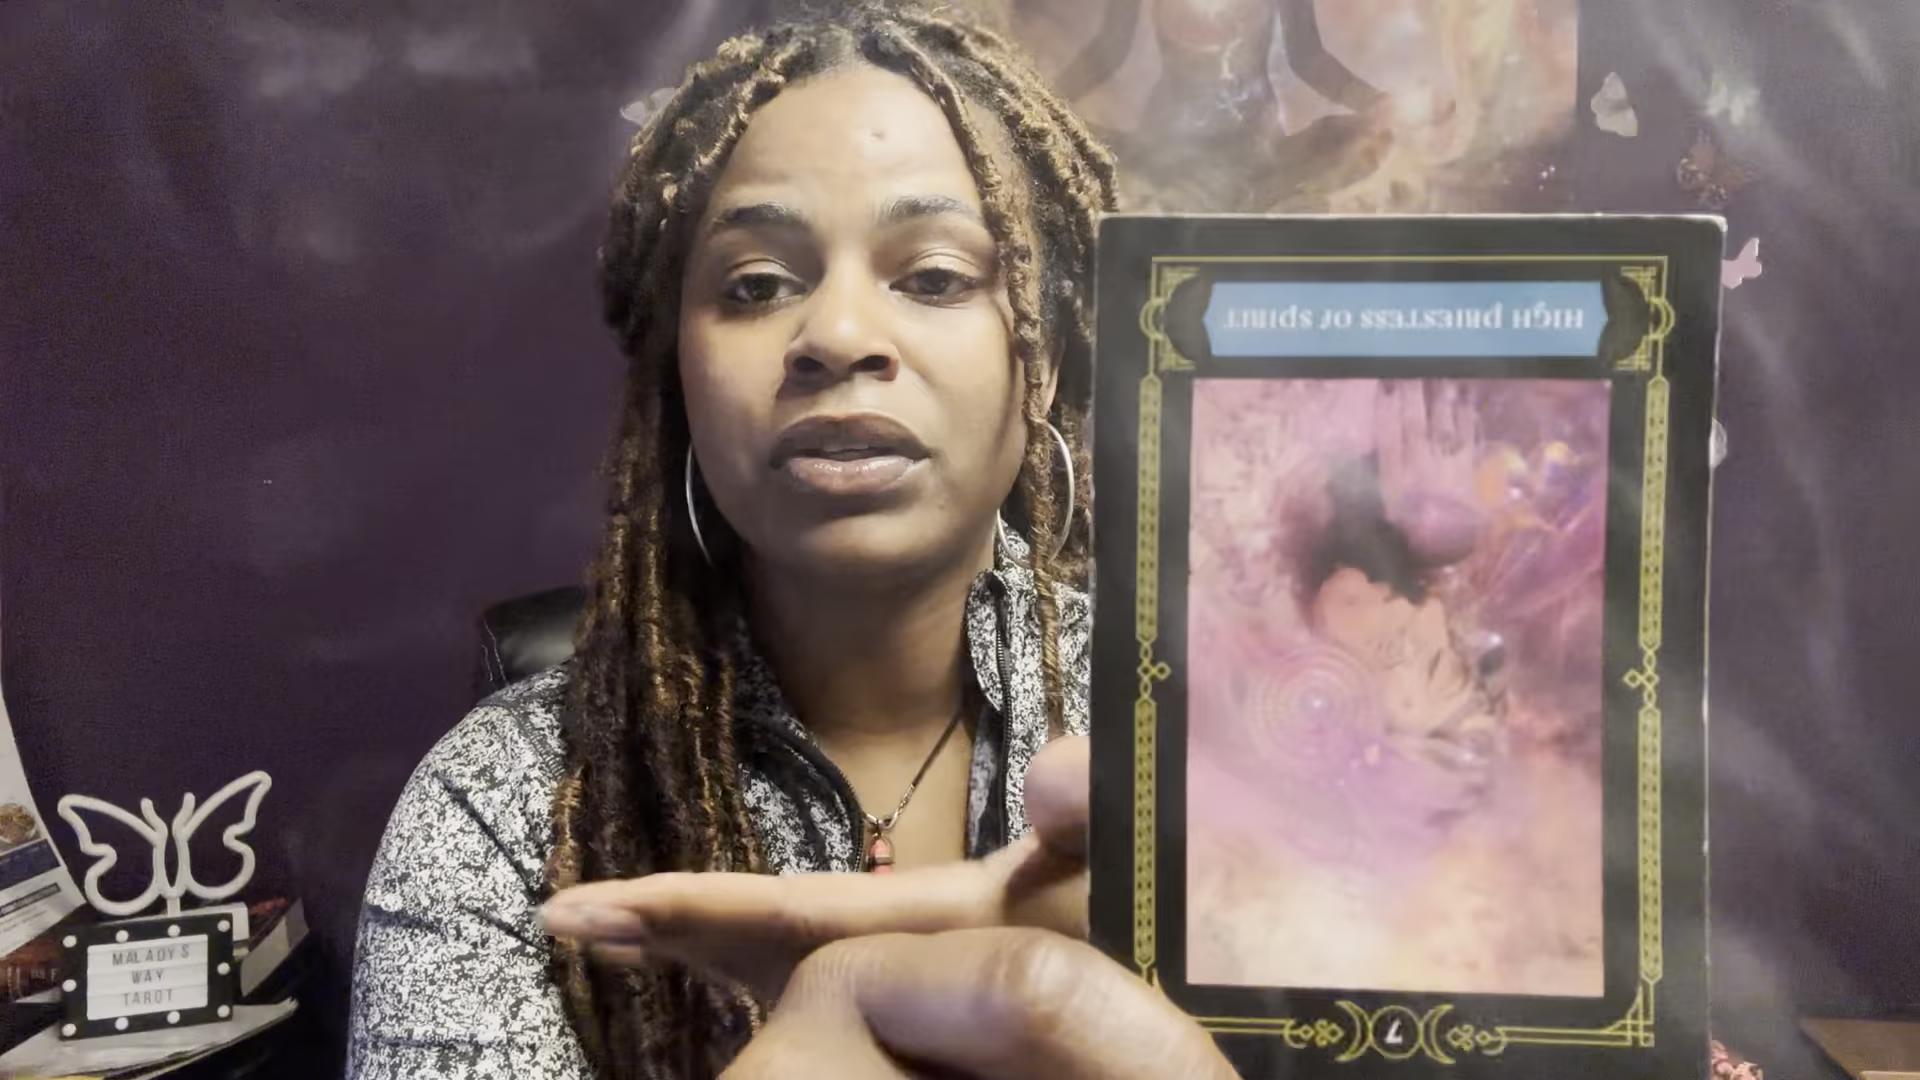 HIGH PRIESTESS OF SPIRIT
7
MALADY'S
WAY
TAROT